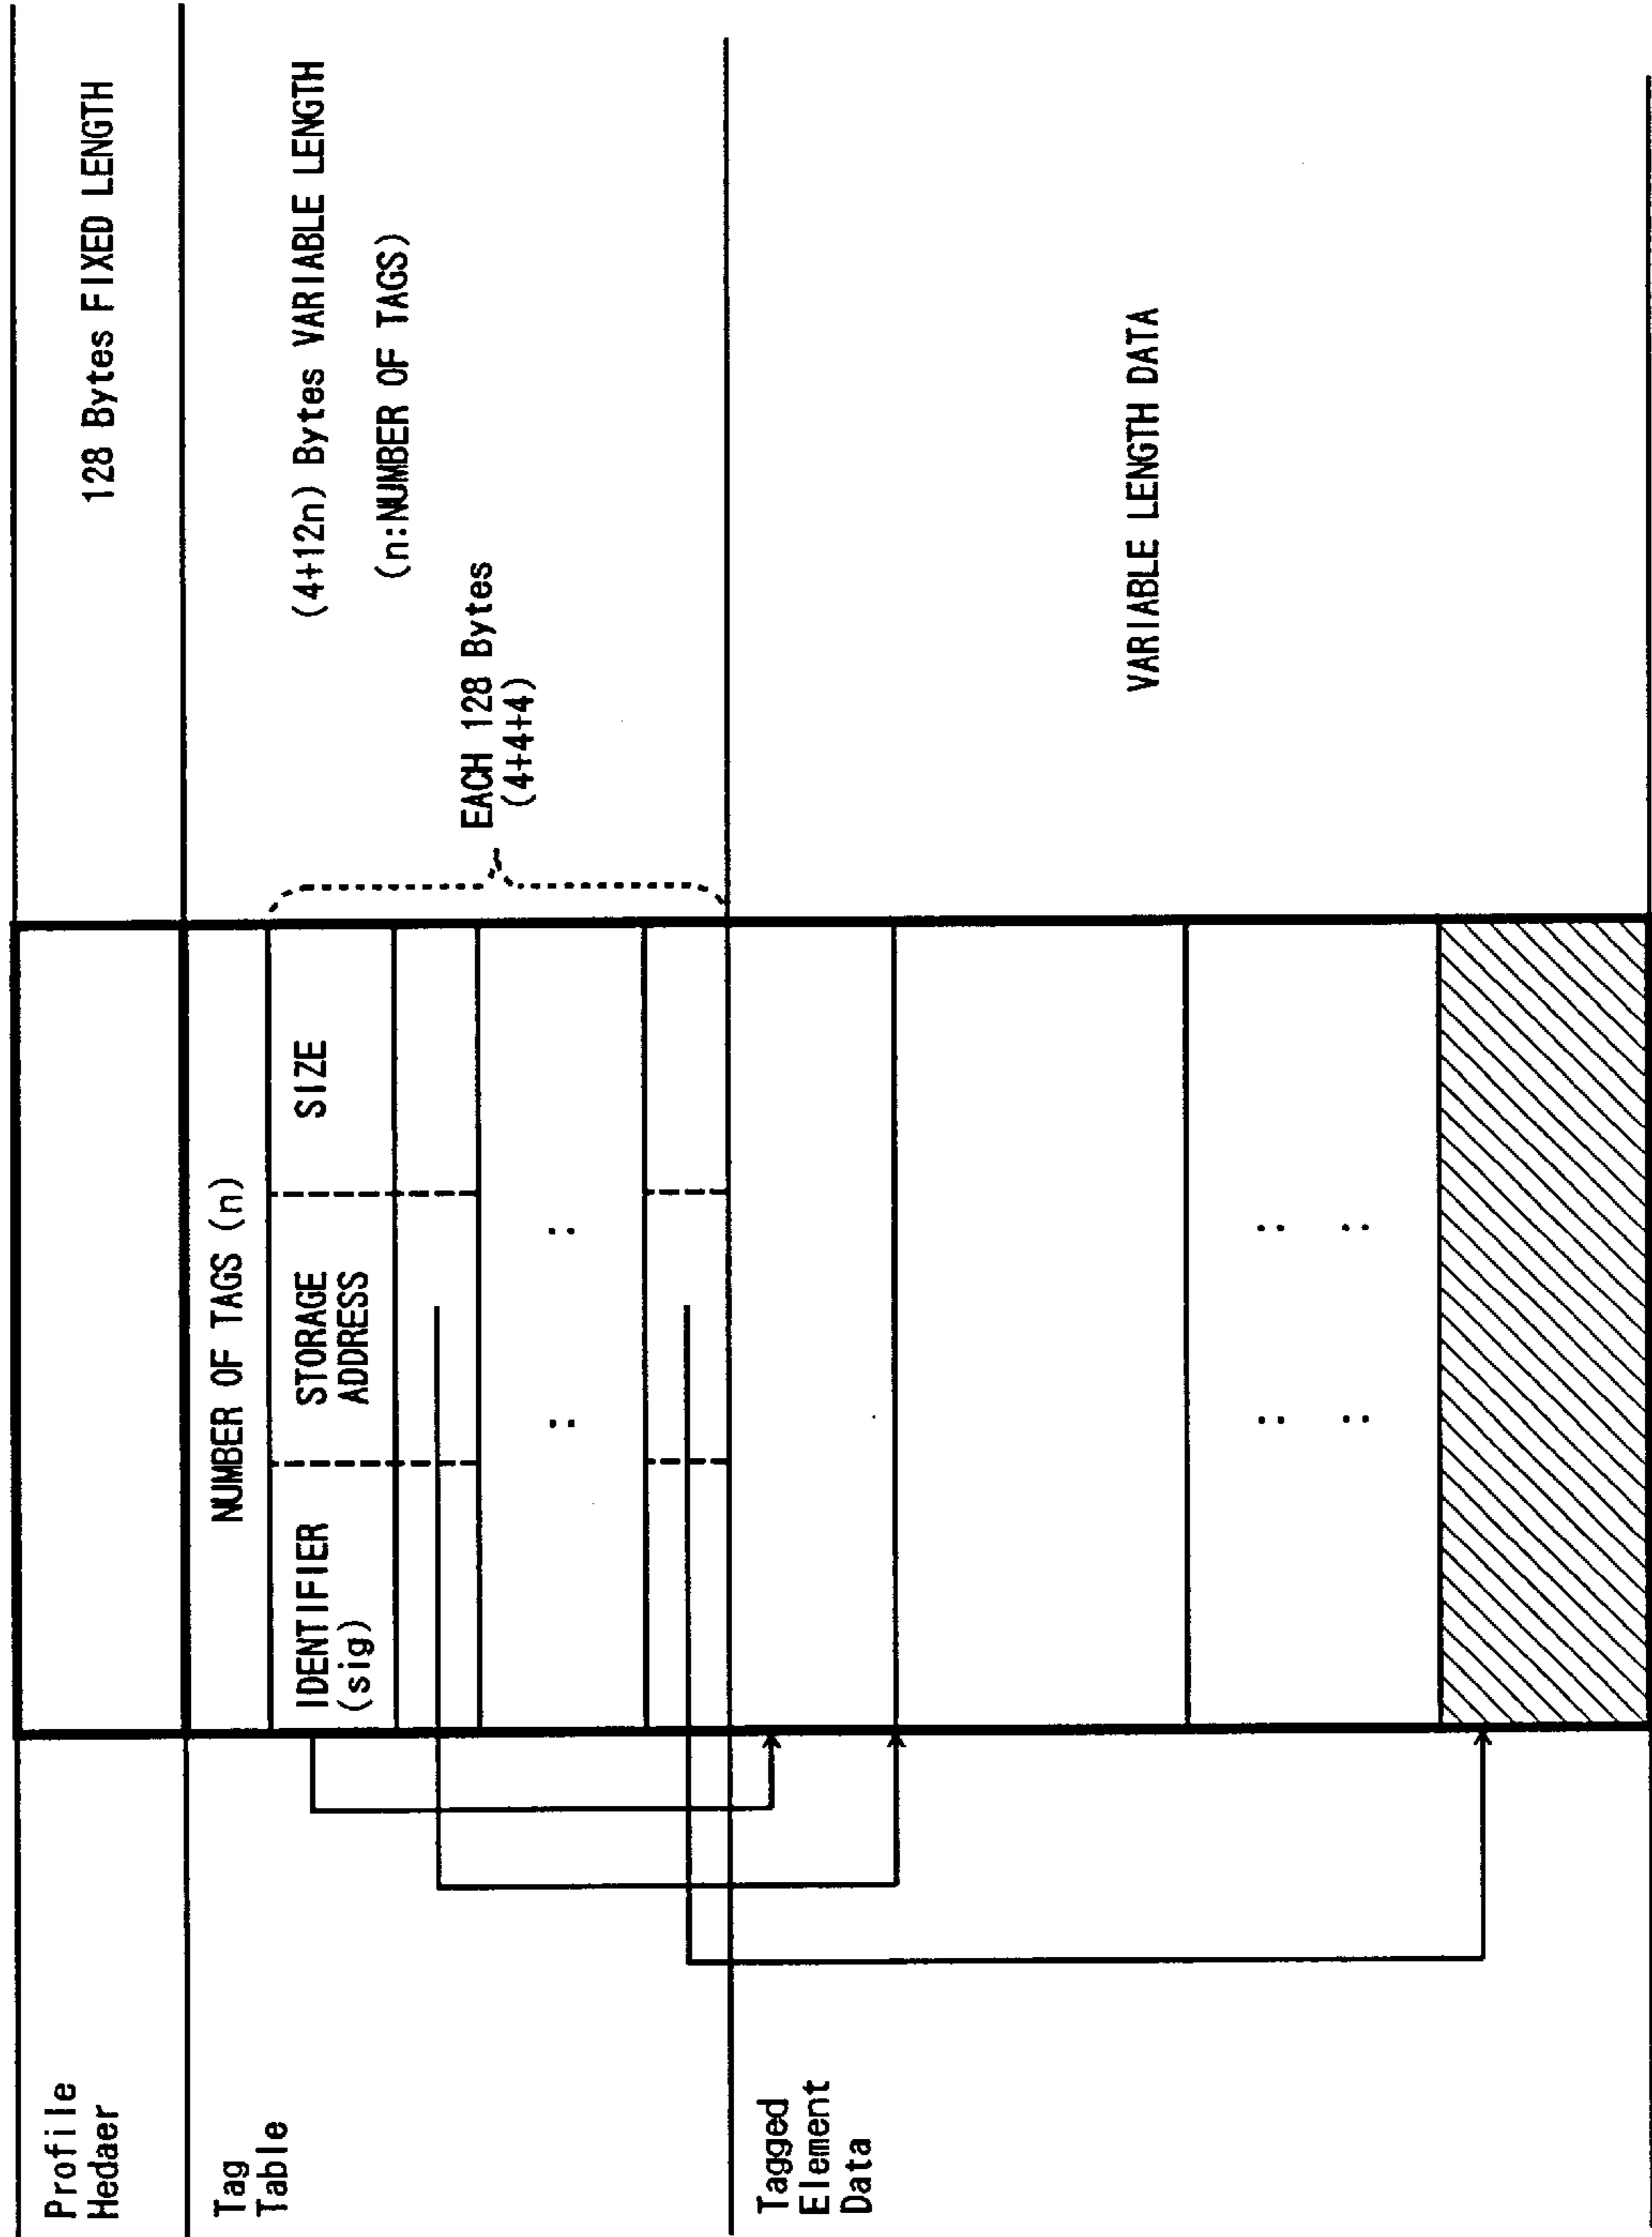 Profile
Hedaer
128 Bytes FIXED LENGTH
Tag
Table
NUMBER OF TAGS (n)
IDENTIFIER
(sig)
STORAGE
ADDRESS
SIZE
(4+12n) Bytes VARIABLE LENGTH
(n:NUMBER OF TAGS)
EACH 128 Bytes
(4+4+4)
Tagged
Element
Data
VARIABLE LENGTH DATA